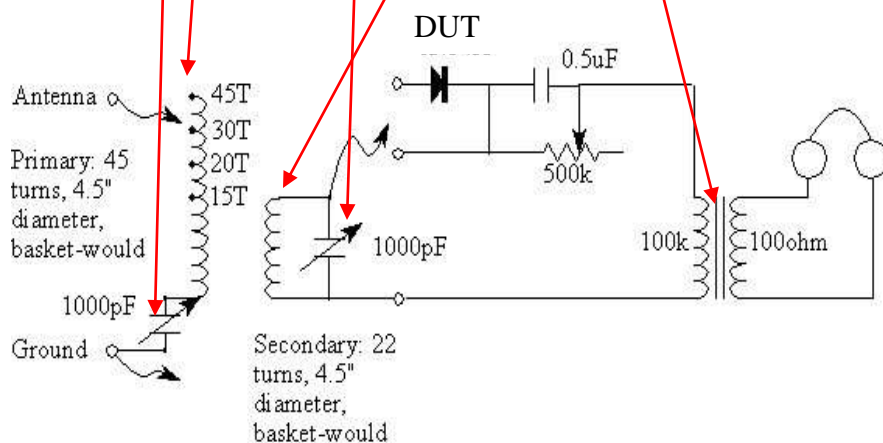 DUT
0.5uF
Antenna
45T
30T
20T
15T
Primary: 45
turns, 4.5"
diameter,
basket-would
500k
1000pF
100k
100ohm
1000pF
Ground
Secondary: 22
turns, 4.5"
diameter,
basket-would